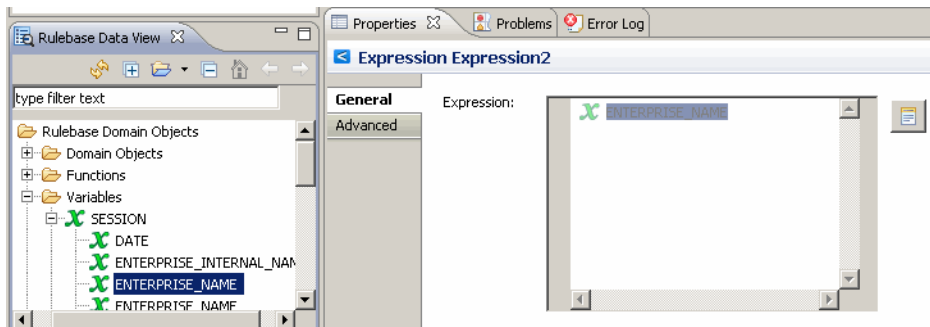 Rulebase Data View
type filter text
Rulebase Domain Objects
Domain Objects
Functions
Variables
SESSION
DATE
ENTERPRISE_INTERNAL_NAM
ENTERPRISE_NAME
ENTERPRISE_NAME
Properties Problems Error Log
Expression Expression2
General
Advanced
Expression:
ENTERPRISE_NAME